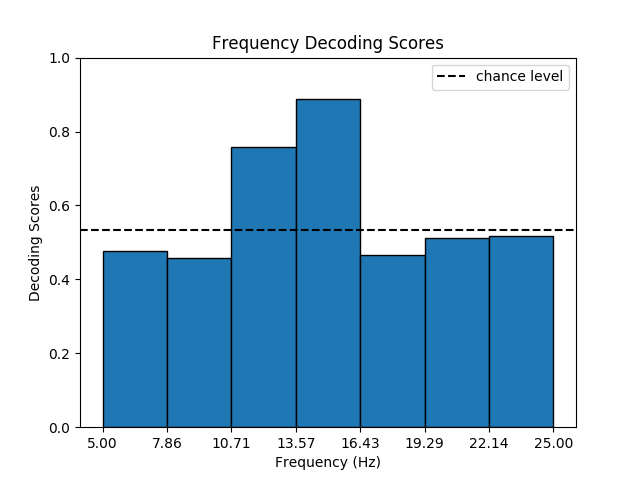 Frequency Decoding Scores
chance level
Decoding Scores
1.0
0.8
0.6
0.4
0.2
0.0
5.00 7.86 10.71 13.57 16.43 19.29 22.14 25.00
Frequency (Hz)